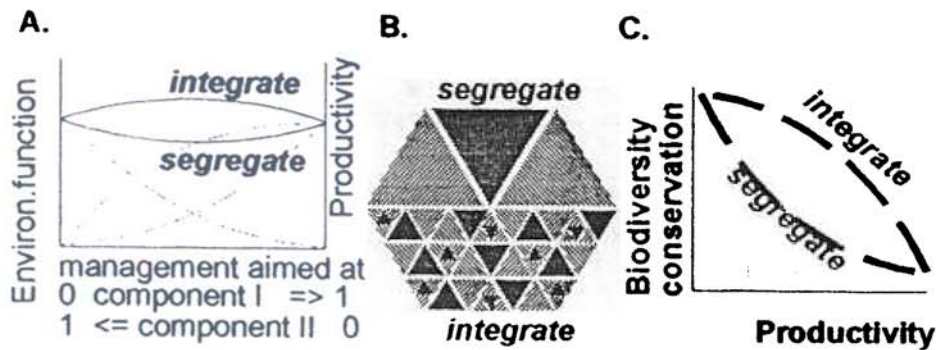 A.
integrate
segregate
Environ.function
Productivity
management aimed at
0 component I => 1
1 <= component II 0
B.
segregate
integrate
C.
integrate
segregate
Biodiversity
conservation
Productivity